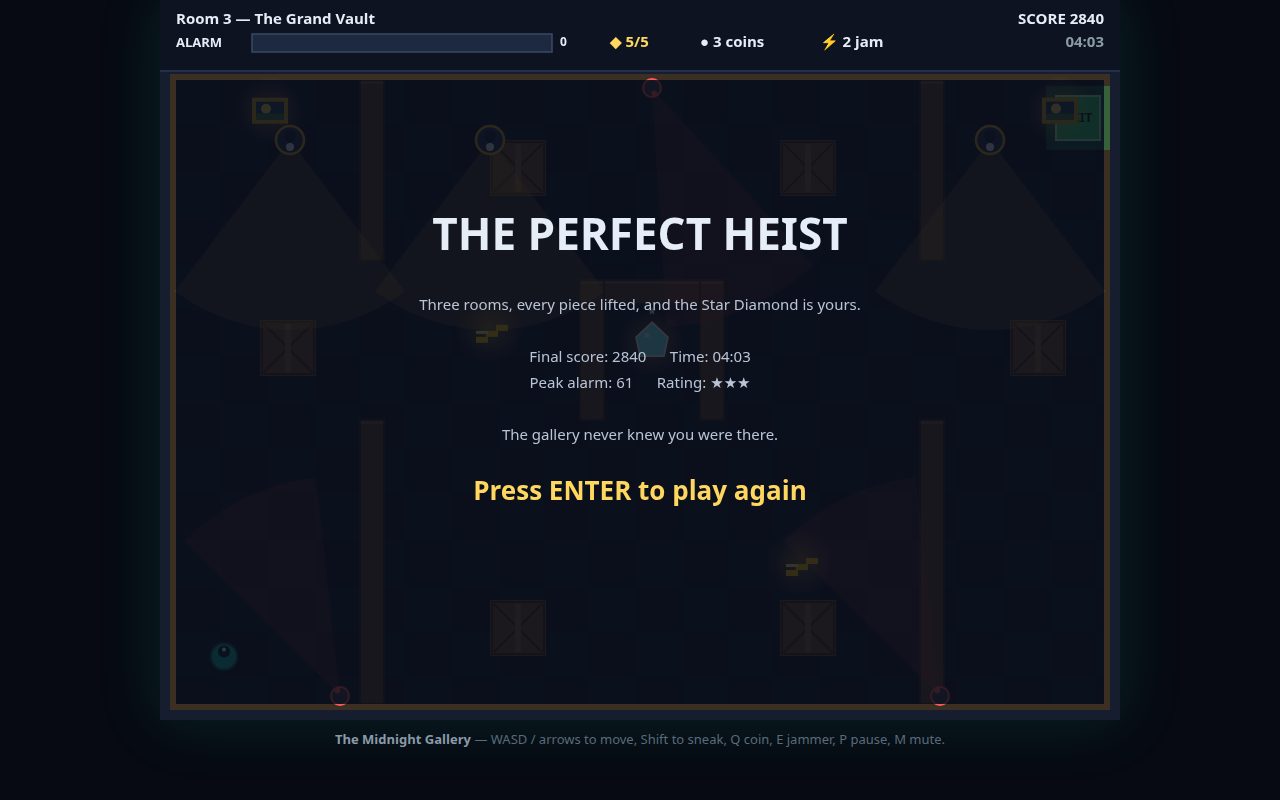 Room 3 — The Grand Vault
SCORE 2840
ALARM
0
◆ 5/5
● 3 coins
⚡ 2 jam
04:03
THE PERFECT HEIST
Three rooms, every piece lifted, and the Star Diamond is yours.
Final score: 2840 Time: 04:03
Peak alarm: 61 Rating: ★★★
The gallery never knew you were there.
Press ENTER to play again
The Midnight Gallery — WASD / arrows to move, Shift to sneak, Q coin, E jammer, P pause, M mute.